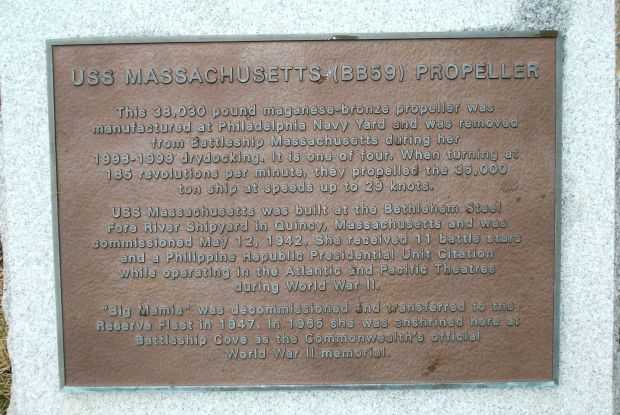 USS MASSACHUSETTS (BB59) PROPELLER
This 38,030 pound maganese-bronze propeller was
manufactured at Philadelphia Navy Yard and was removed
from Battleship Massachusetts during her
1998-1999 drydocking. It is one of four. When turning at
185 revolutions per minute, they propelled the 35,000
ton ship at speeds up to 29 knots.
USS Massachusetts was built at the Bethlehem Steel
Fore River Shipyard in Quincy, Massachusetts and was
commissioned May 12, 1942. She received 11 battle stars
and a Philippine Republic Presidential Unit Citation
while operating in the Atlantic and Pacific Theatres
during World War II.
"Big Mamie" was decommissioned and transferred to the
Reserve Fleet in 1947. In 1965 she was enshrined here at
Battleship Cove as the Commonwealth's official
World War II memorial.